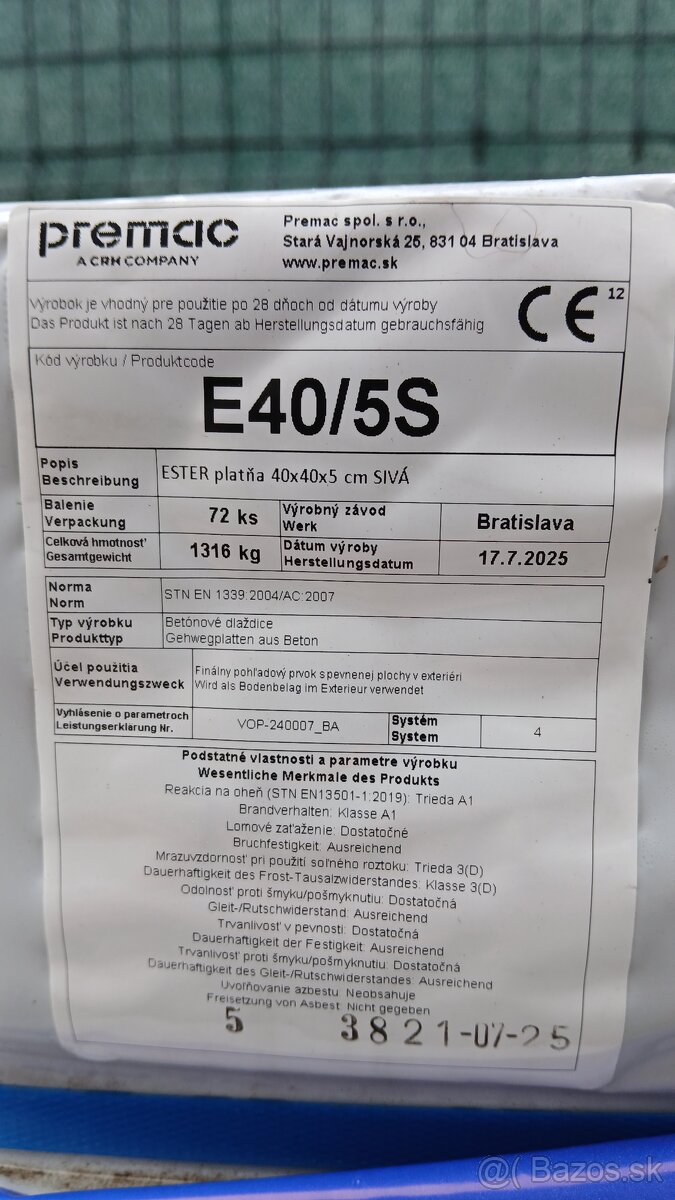 premac
A CRH COMPANY
Premac spol. s r.o.,
Stará Vajnorská 25, 831 04 Bratislava
www.premac.sk
Výrobok je vhodný pre použitie po 28 dňoch od dátumu výroby
Das Produkt ist nach 28 Tagen ab Herstellungsdatum gebrauchsfähig
CE 12
Kód výrobku / Produktcode
E40/5S
Popis
Beschreibung
ESTER platňa 40x40x5 cm SIVÁ
Balenie
Verpackung
72 ks
Výrobný závod
Werk
Bratislava
Celková hmotnosť
Gesamtgewicht
1316 kg
Dátum výroby
Herstellungsdatum
17.7.2025
Norma
Norm
STN EN 1339:2004/AC:2007
Typ výrobku
Produkttyp
Betónové dlaždice
Gehwegplatten aus Beton
Účel použitia
Verwendungszweck
Finálny pohľadový prvok spevnenej plochy v exteriéri
Wird als Bodenbelag im Exterieur verwendet
Vyhlásenie o parametroch
Leistungserklärung Nr.
VOP-240007_BA
Systém
System
4
Podstatné vlastnosti a parametre výrobku
Wesentliche Merkmale des Produkts
Reakcia na oheň (STN EN13501-1:2019): Trieda A1
Brandverhalten: Klasse A1
Lomové zaťaženie: Dostatočné
Bruchfestigkeit: Ausreichend
Mrazuvzdornosť pri použití soľného roztoku: Trieda 3(D)
Dauerhaftigkeit des Frost-Tausalzwiderstandes: Klasse 3(D)
Odolnosť proti šmyku/pošmyknutiu: Dostatočná
Gleit-/Rutschwiderstand: Ausreichend
Trvanlivosť v pevnosti: Dostatočná
Dauerhaftigkeit der Festigkeit: Ausreichend
Trvanlivosť proti šmyku/pošmyknutiu: Dostatočná
Dauerhaftigkeit des Gleit-/Rutschwiderstandes: Ausreichend
Uvoľňovanie azbestu: Neobsahuje
Freisetzung von Asbest: Nicht gegeben
5 3821-07-25
@(Bazos.sk